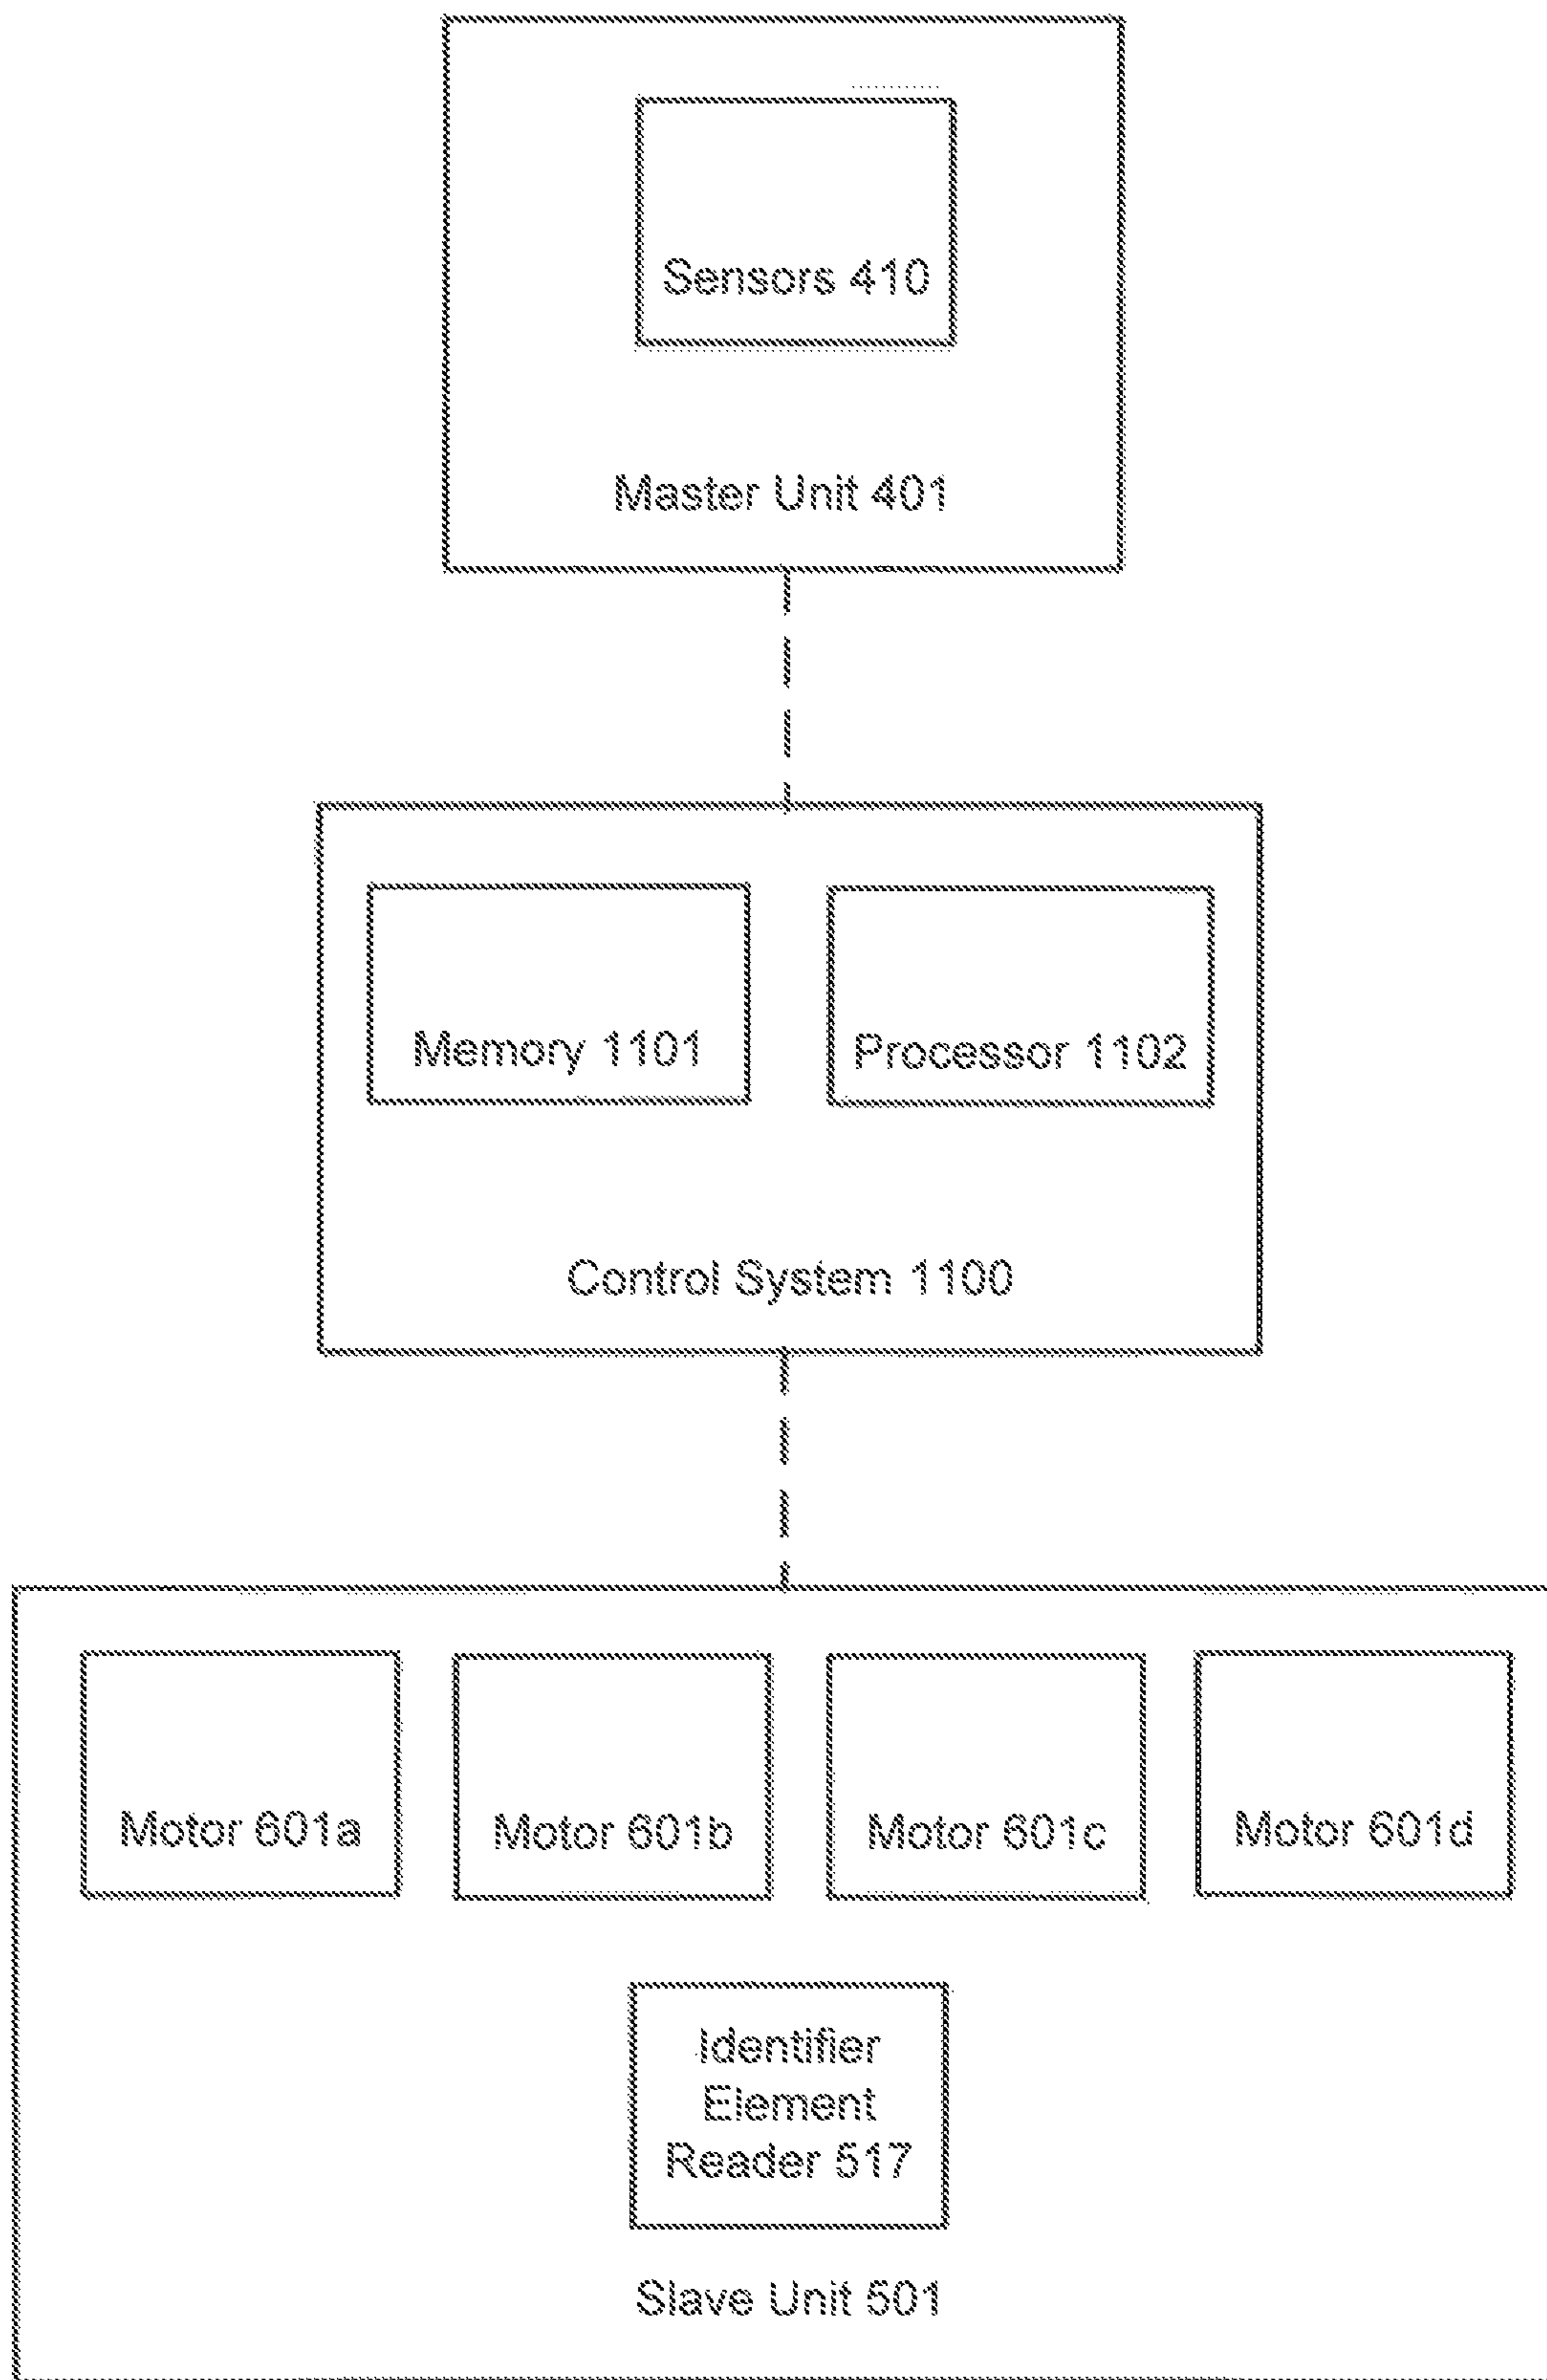 Sensors 410
Master Unit 401
Memory 1101
Processor 1102
Control System 1100
Motor 601a
Motor 601b
Motor 601c
Motor 601d
Identifier
Element
Reader 517
Slave Unit 501